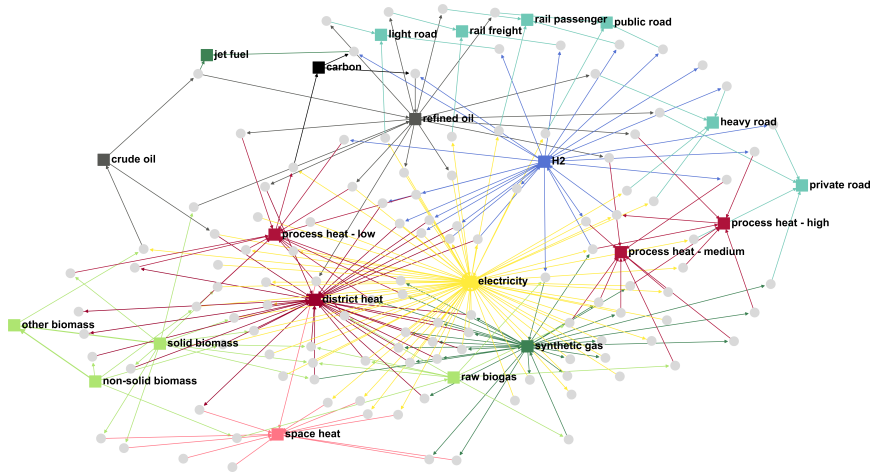 rail passenger
public road
light road
rail freight
jet fuel
carbon
refined oil
heavy road
crude oil
H2
private road
process heat - high
process heat - low
process heat - medium
electricity
district heat
other biomass
solid biomass
synthetic gas
non-solid biomass
raw biogas
space heat